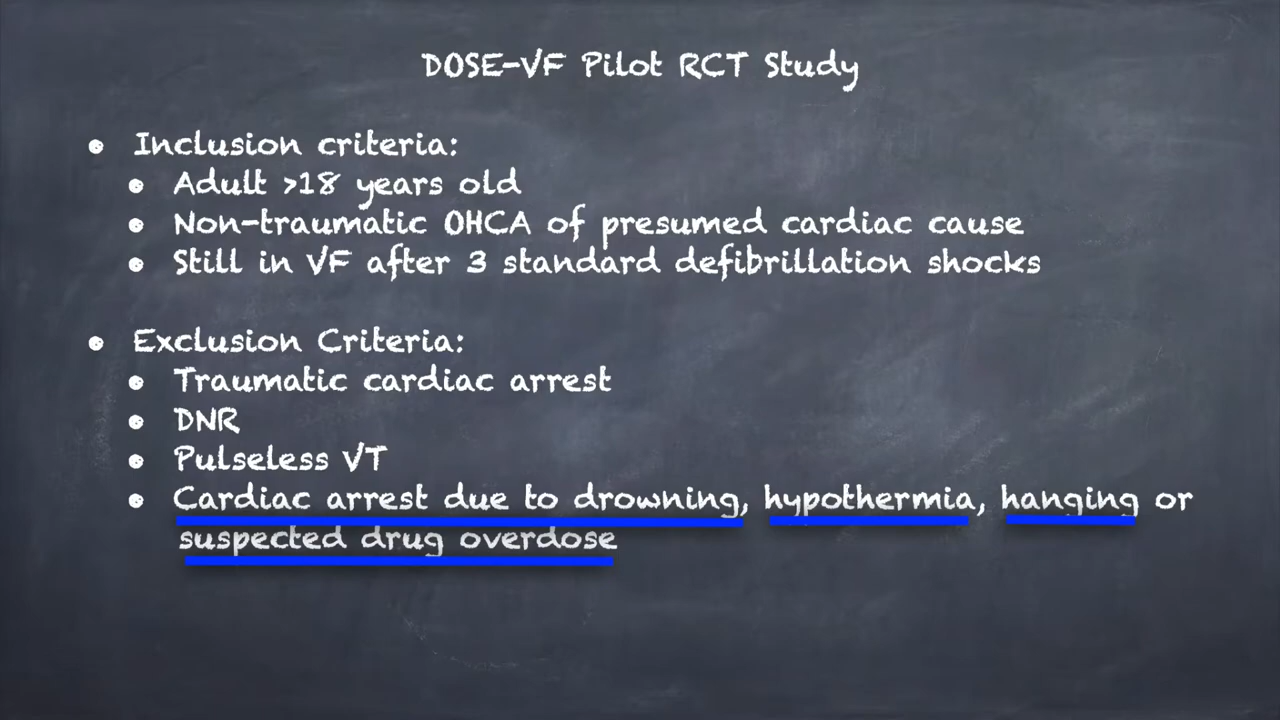 DOSE-VF Pilot RCT Study
• Inclusion criteria:
• Adult >18 years old
• Non-traumatic OHCA of presumed cardiac cause
• Still in VF after 3 standard defibrillation shocks
• Exclusion Criteria:
• Traumatic cardiac arrest
• DNR
• Pulseless VT
• Cardiac arrest due to drowning, hypothermia, hanging or
suspected drug overdose